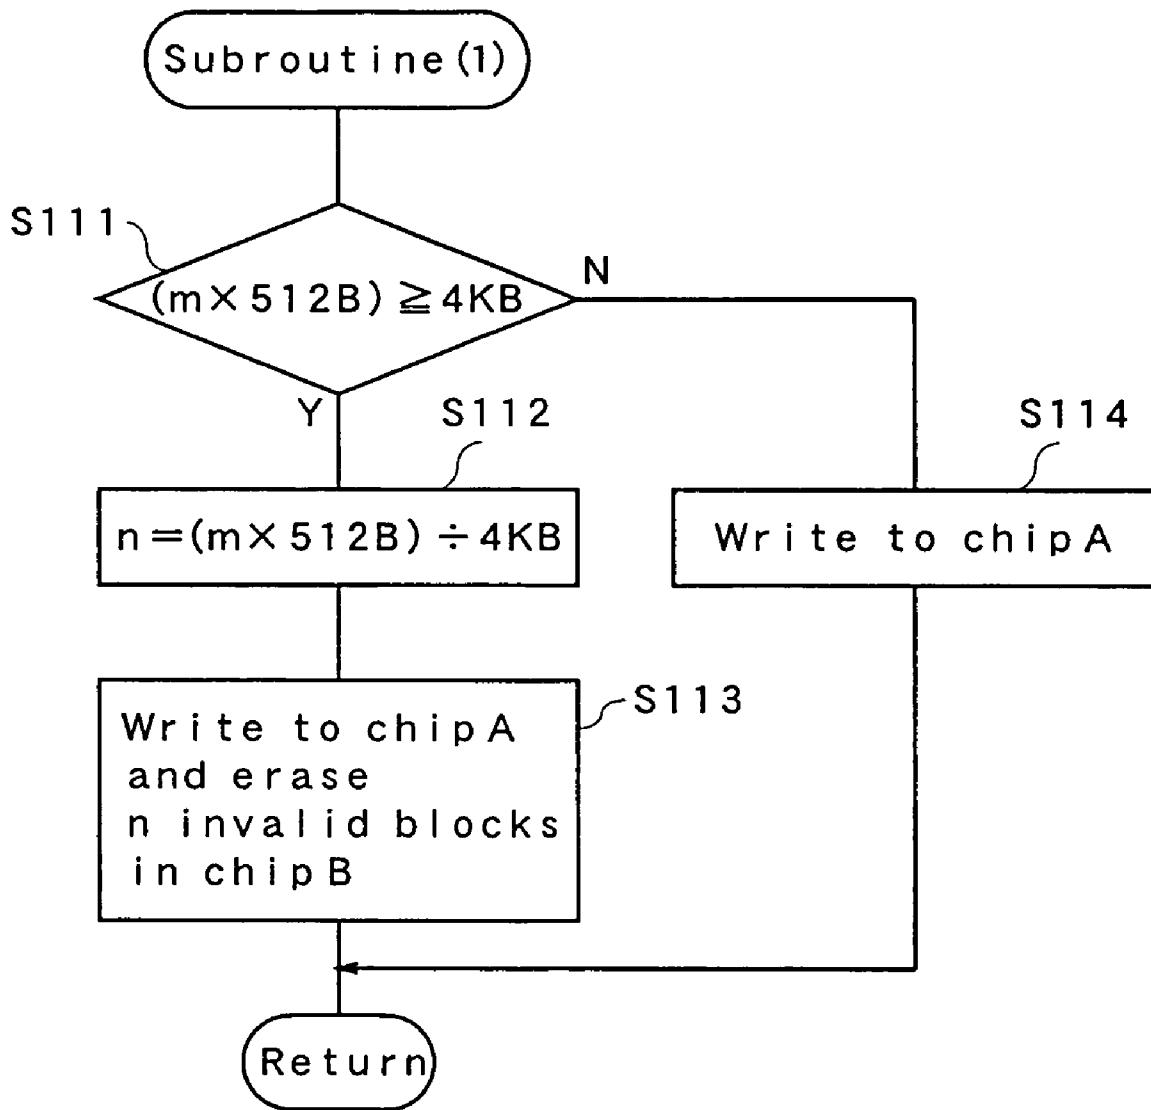 Subroutine(1)
S111
(m×512B)≧4KB
N
Y
S112
n=(m×512B)÷4KB
S114
Write to chipA
S113
Write to chipA
and erase
n invalid blocks
in chipB
Return